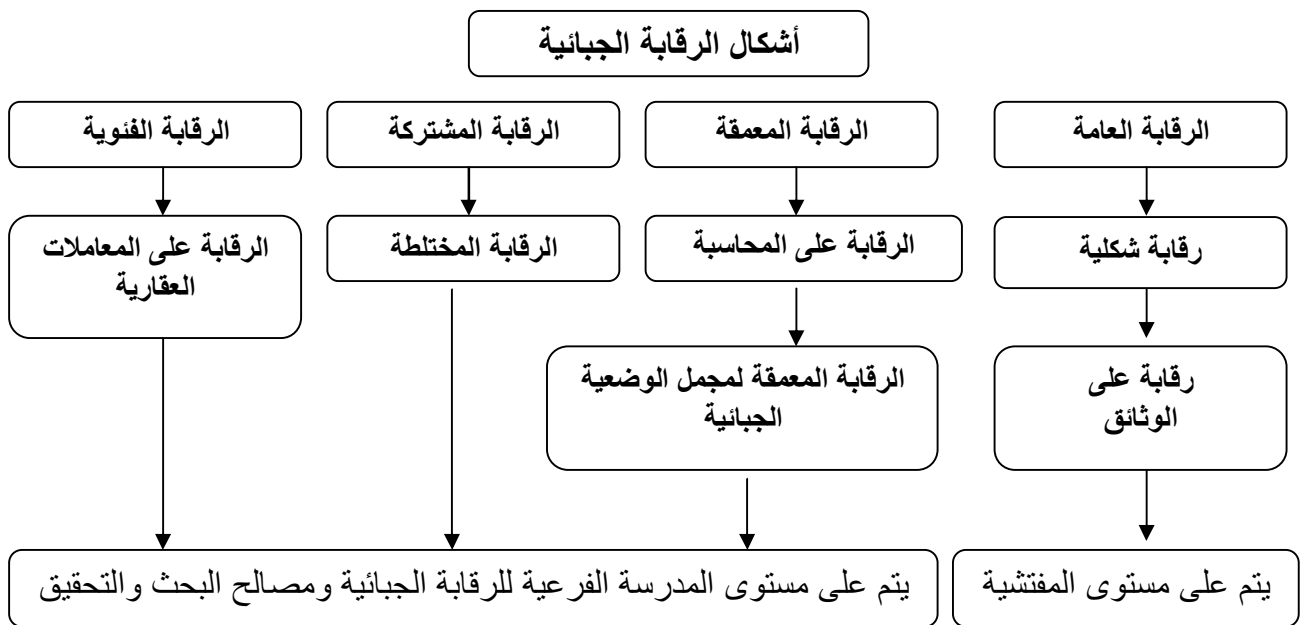 أشكال الرقابة الجبائية
الرقابة العامة
الرقابة المعمقة
الرقابة المشتركة
الرقابة الفئوية
رقابة شكلية
الرقابة على المحاسبة
الرقابة المختلطة
الرقابة على المعاملات
العقارية
رقابة على
الوثائق
الرقابة المعمقة لمجمل الوضعية
الجبائية
يتم على مستوى المفتشية
يتم على مستوى المدرسة الفرعية للرقابة الجبائية ومصالح البحث والتحقيق